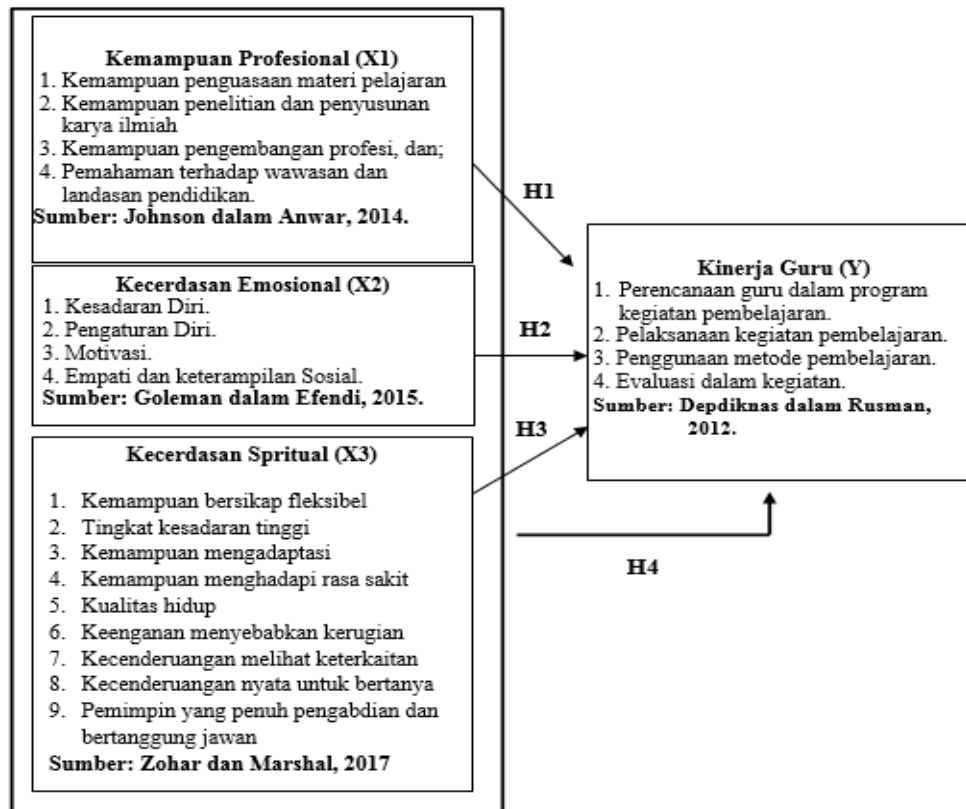 Kemampuan Profesional (X1)
1. Kemampuan penguasaan materi pelajaran
2. Kemampuan penelitian dan penyusunan
karya ilmiah
3. Kemampuan pengembangan profesi, dan;
4. Pemahaman terhadap wawasan dan
landasan pendidikan.
Sumber: Johnson dalam Anwar, 2014.
H1
Kecerdasan Emosional (X2)
1. Kesadaran Diri.
2. Pengaturan Diri.
3. Motivasi.
4. Empati dan keterampilan Sosial.
Sumber: Goleman dalam Efendi, 2015.
H2
Kecerdasan Spritual (X3)
1. Kemampuan bersikap fleksibel
2. Tingkat kesadaran tinggi
3. Kemampuan mengadaptasi
4. Kemampuan menghadapi rasa sakit
5. Kualitas hidup
6. Keenganan menyebabkan kerugian
7. Kecenderuangan melihat keterkaitan
8. Kecenderuangan nyata untuk bertanya
9. Pemimpin yang penuh pengabdian dan
bertanggung jawan
Sumber: Zohar dan Marshal, 2017
H3
Kinerja Guru (Y)
1. Perencanaan guru dalam program
kegiatan pembelajaran.
2. Pelaksanaan kegiatan pembelajaran.
3. Penggunaan metode pembelajaran.
4. Evaluasi dalam kegiatan.
Sumber: Depdiknas dalam Rusman,
2012.
H4